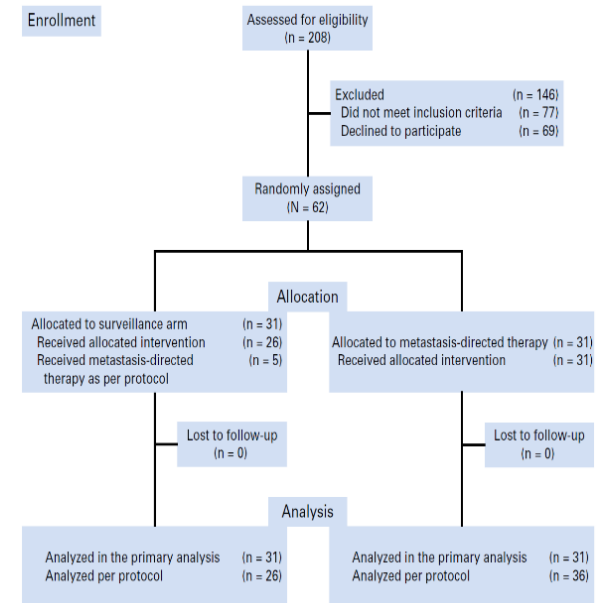 Enrollment
Assessed for eligibility
(n = 208)
Excluded (n = 146)
Did not meet inclusion criteria (n = 77)
Declined to participate (n = 69)
Randomly assigned
(N = 62)
Allocation
Allocated to surveillance arm (n = 31)
Received allocated intervention (n = 26)
Received metastasis-directed (n = 5)
therapy as per protocol
Allocated to metastasis-directed therapy (n = 31)
Received allocated intervention (n = 31)
Lost to follow-up
(n = 0)
Lost to follow-up
(n = 0)
Analysis
Analyzed in the primary analysis (n = 31)
Analyzed per protocol (n = 26)
Analyzed in the primary analysis (n = 31)
Analyzed per protocol (n = 36)